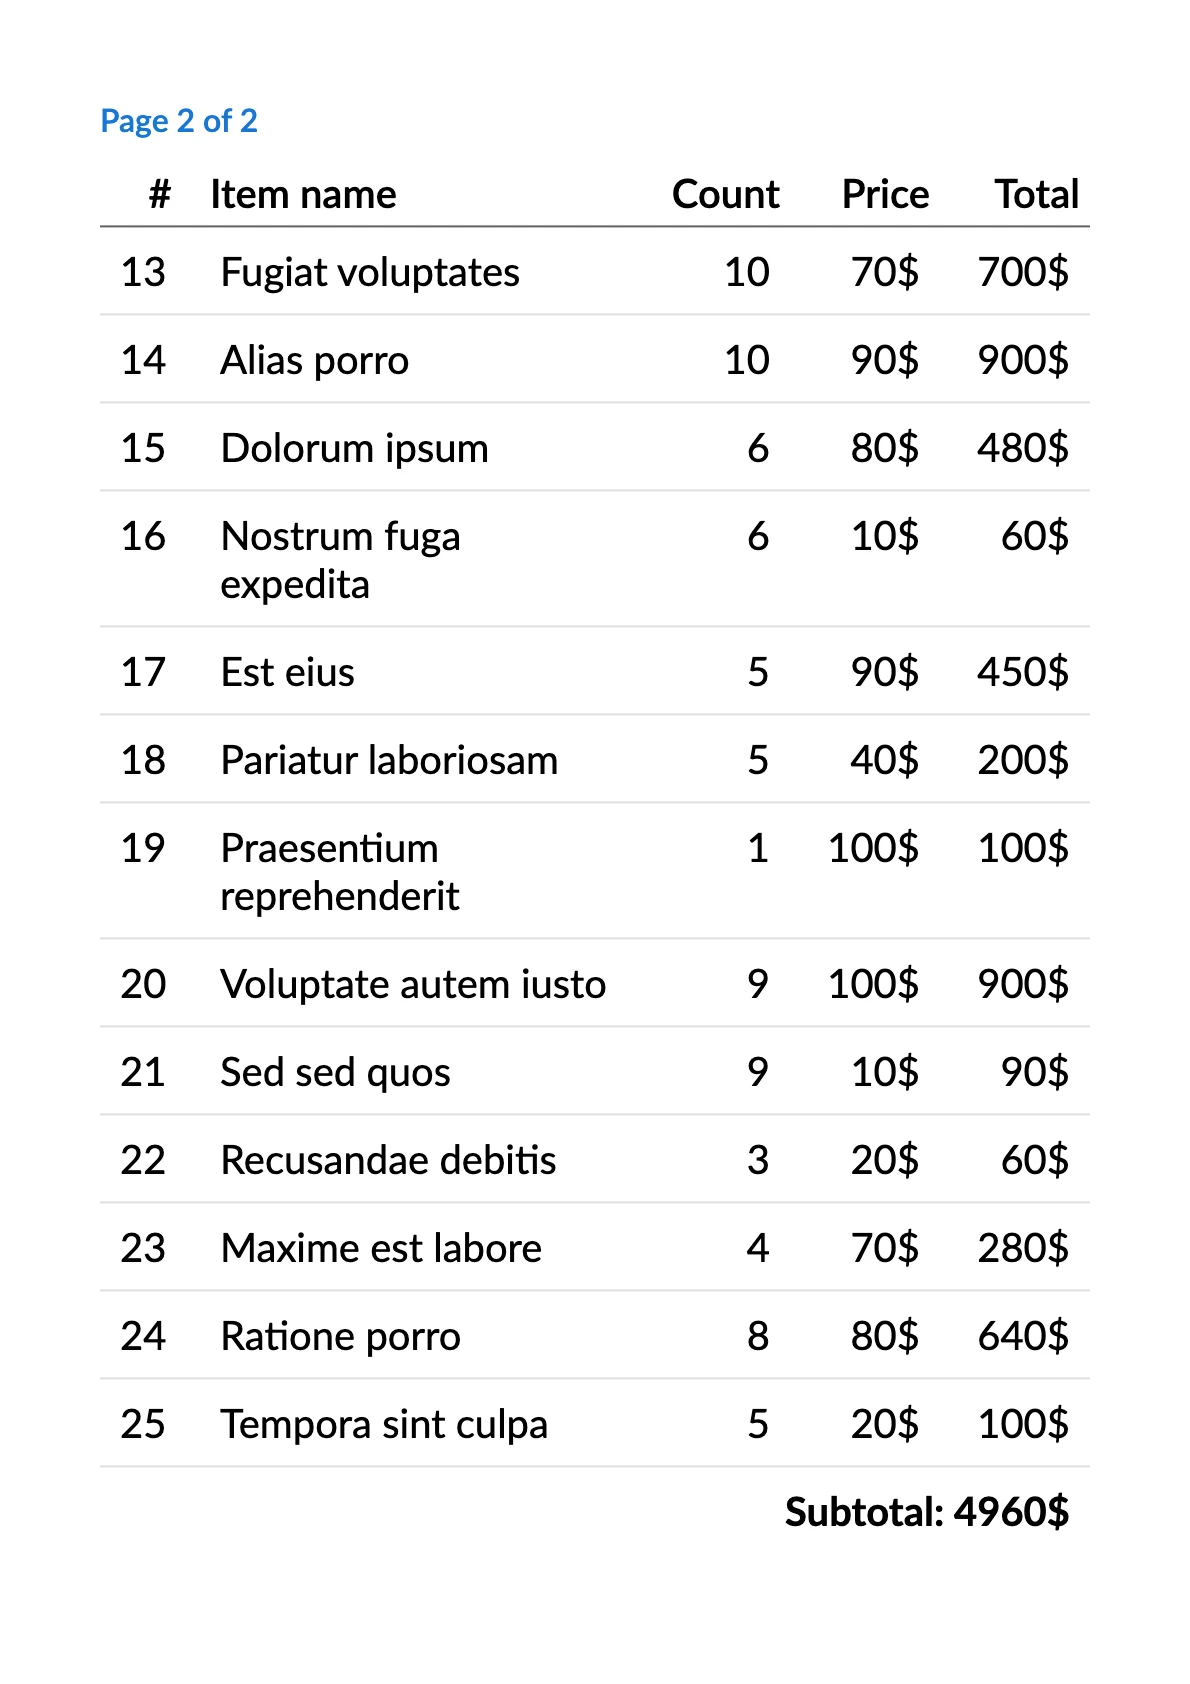 Page 2 of 2
# Item name Count Price Total
13 Fugiat voluptates 10 70$ 700$
14 Alias porro 10 90$ 900$
15 Dolorum ipsum 6 80$ 480$
16 Nostrum fuga 6 10$ 60$
expedita
17 Est eius 5 90$ 450$
18 Pariatur laboriosam 5 40$ 200$
19 Praesentium 1 100$ 100$
reprehenderit
20 Voluptate autem iusto 9 100$ 900$
21 Sed sed quos 9 10$ 90$
22 Recusandae debitis 3 20$ 60$
23 Maxime est labore 4 70$ 280$
24 Ratione porro 8 80$ 640$
25 Tempora sint culpa 5 20$ 100$
Subtotal: 4960$